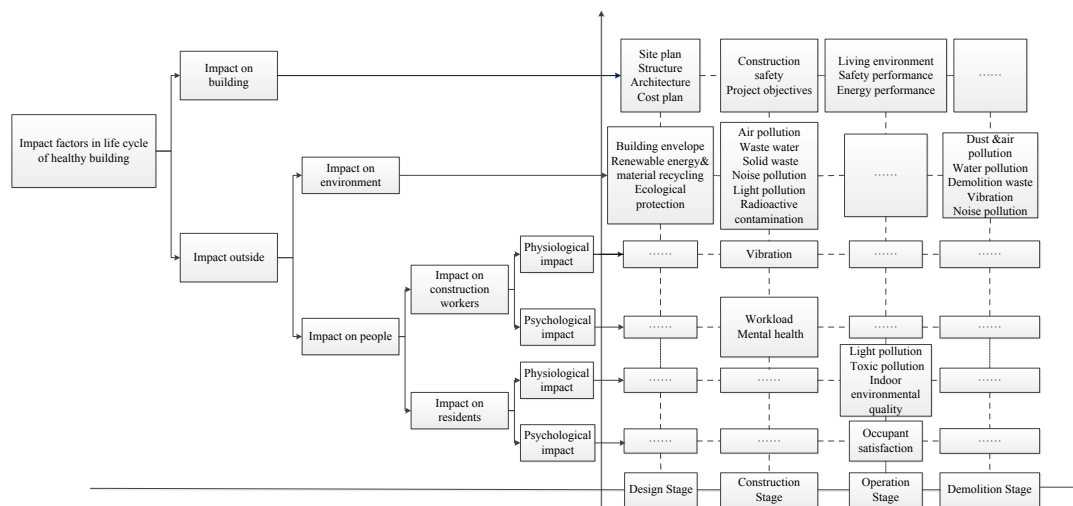 Impact factors in life cycle
of healthy building
Impact on
building
Impact outside
Impact on
environment
Impact on people
Impact on
construction
workers
Impact on
residents
Physiological
impact
Psychological
impact
Physiological
impact
Psychological
impact
Site plan
Structure
Architecture
Cost plan
Construction
safety
Project objectives
Living environment
Safety performance
Energy performance
......
Building envelope
Renewable energy&
material recycling
Ecological
protection
Air pollution
Waste water
Solid waste
Noise pollution
Light pollution
Radioactive
contamination
......
Dust &air
pollution
Water pollution
Demolition waste
Vibration
Noise pollution
......
Vibration
......
......
......
Workload
Mental health
......
......
......
......
Light pollution
Toxic pollution
Indoor
environmental
quality
......
......
......
Occupant
satisfaction
......
Design Stage
Construction
Stage
Operation
Stage
Demolition Stage